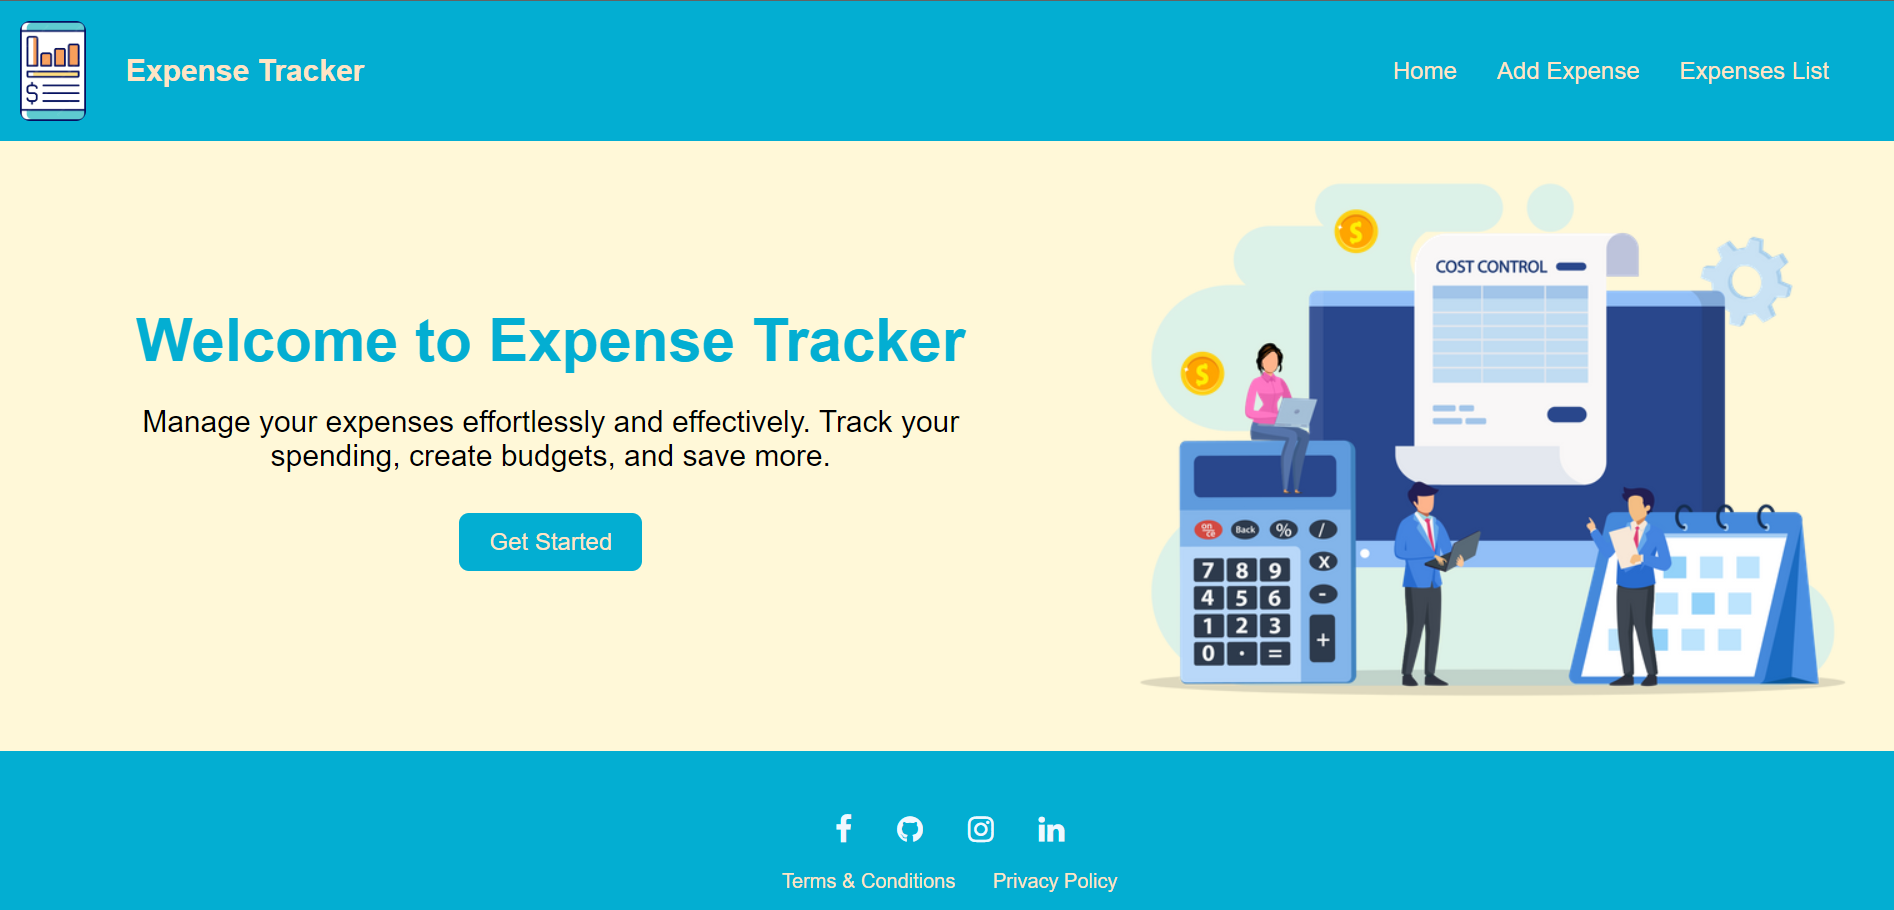 Expense Tracker
Home
Add Expense
Expenses List
Welcome to Expense Tracker
Manage your expenses effortlessly and effectively. Track your
spending, create budgets, and save more.
Get Started
COST CONTROL
$
$
$
Back % /
7 8 9 X
4 5 6 -
1 2 3 +
0 . =
Terms & Conditions
Privacy Policy